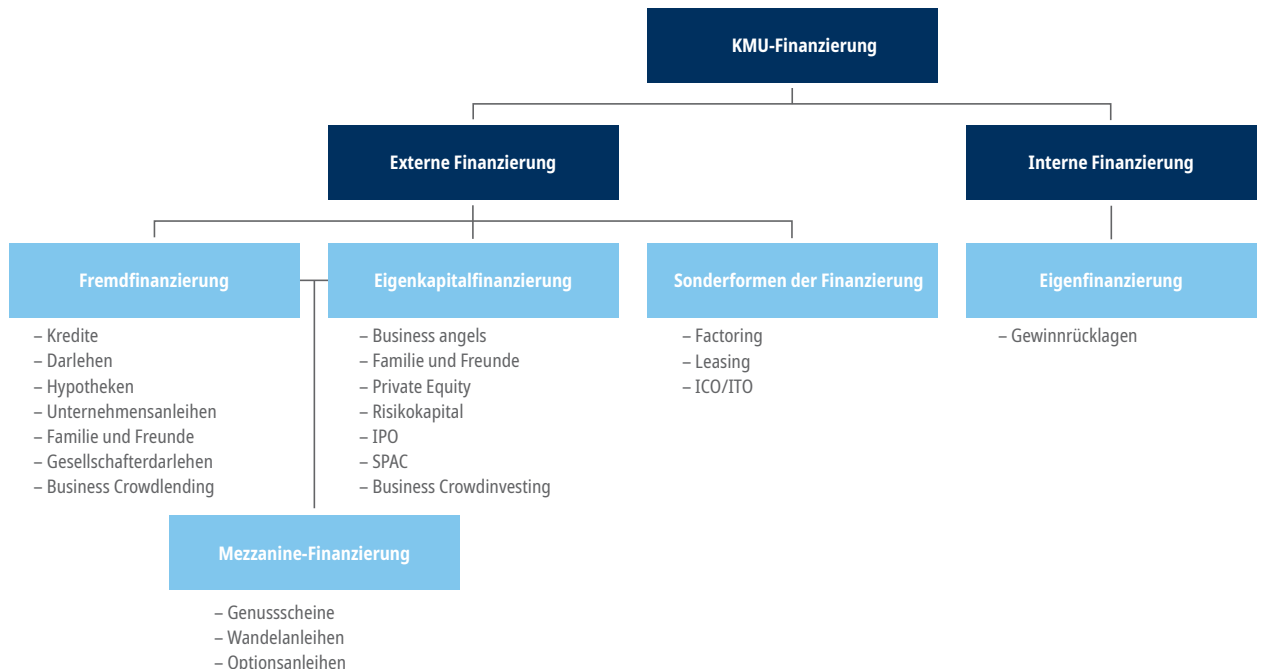 KMU-Finanzierung
Externe Finanzierung
Interne Finanzierung
Fremdfinanzierung
– Kredite
– Darlehen
– Hypotheken
– Unternehmensanleihen
– Familie und Freunde
– Gesellschafterdarlehen
– Business Crowdlending
Eigenkapitalfinanzierung
– Business angels
– Familie und Freunde
– Private Equity
– Risikokapital
– IPO
– SPAC
– Business Crowdinvesting
Sonderformen der Finanzierung
– Factoring
– Leasing
– ICO/ITO
Eigenfinanzierung
– Gewinnrücklagen
Mezzanine-Finanzierung
– Genussscheine
– Wandelanleihen
– Optionsanleihen